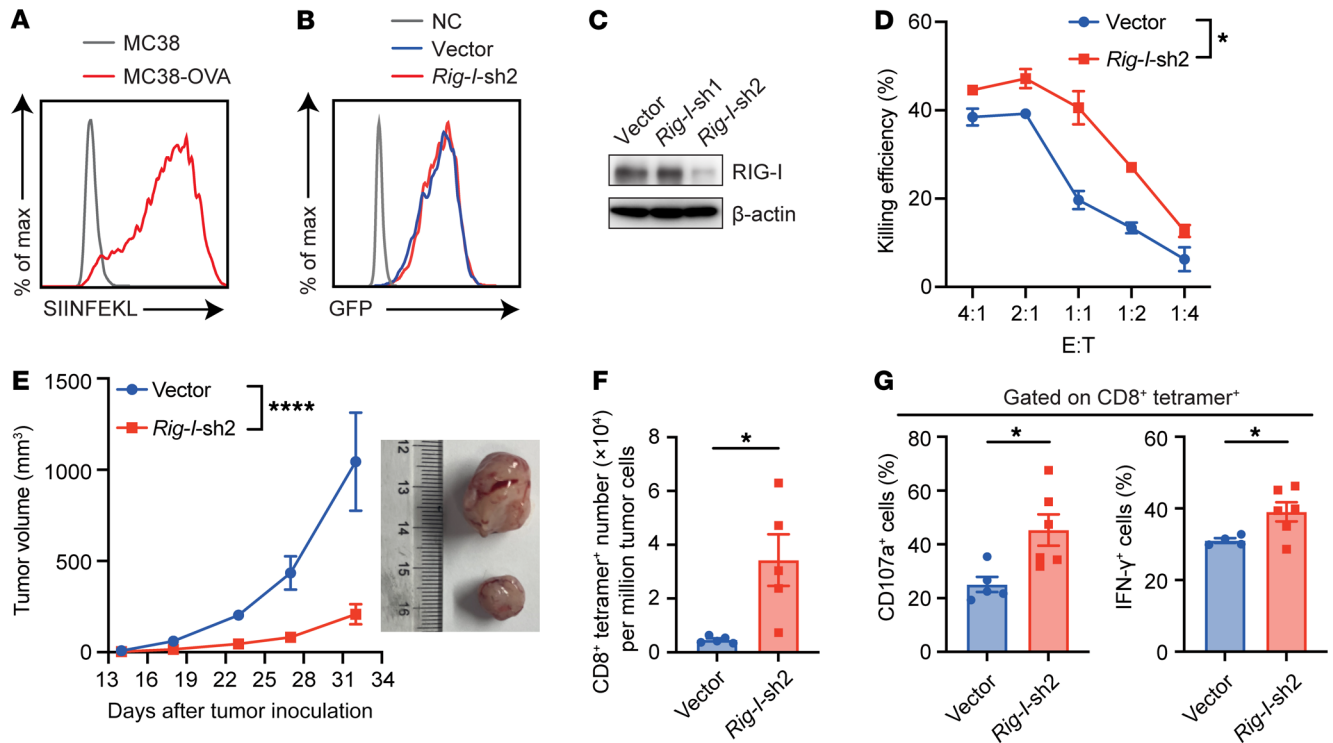 A
MC38
MC38-OVA
% of max
SIINFEKL
B
NC
Vector
Rig-I-sh2
% of max
GFP
C
Vector
Rig-I-sh1
Rig-I-sh2
RIG-I
β-actin
D
Vector
Rig-I-sh2
*
Killing efficiency (%)
60
40
20
0
4:1 2:1 1:1 1:2 1:4
E:T
E
Vector
Rig-I-sh2
****
Tumor volume (mm³)
1500
1000
500
0
13 16 19 22 25 28 31 34
Days after tumor inoculation
12
13
14
15
16
F
CD8⁺ tetramer⁺ number (×10⁴)
per million tumor cells
*
8
6
4
2
0
Vector
Rig-I-sh2
G
Gated on CD8⁺ tetramer⁺
CD107a⁺ cells (%)
*
80
60
40
20
0
Vector
Rig-I-sh2
IFN-γ⁺ cells (%)
*
60
40
20
0
Vector
Rig-I-sh2